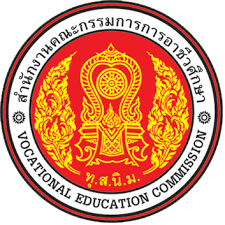 สำนักงานคณะกรรมการการอาชีวศึกษา
ทุ.ส.นิ.ม.
VOCATIONAL EDUCATION COMMISSION